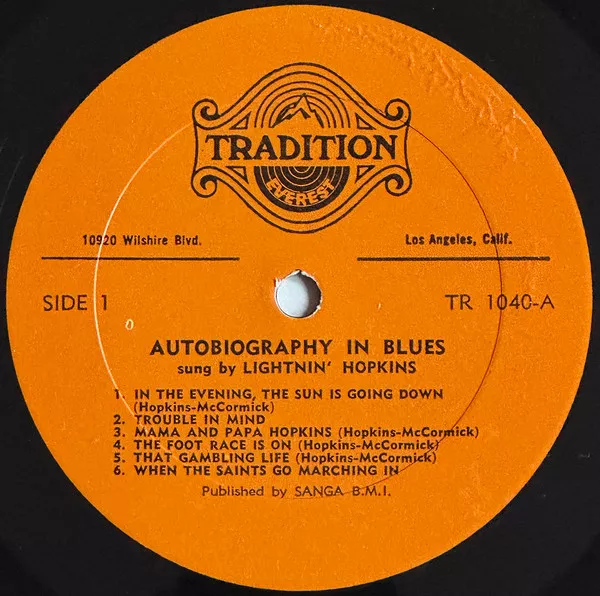 TRADITION
EVEREST
10920 Wilshire Blvd. Los Angeles, Calif.
SIDE 1 TR 1040-A
AUTOBIOGRAPHY IN BLUES
sung by LIGHTNIN' HOPKINS
1. IN THE EVENING, THE SUN IS GOING DOWN
(Hopkins-McCormick)
2. TROUBLE IN MIND
3. MAMA AND PAPA HOPKINS (Hopkins-McCormick)
4. THE FOOT RACE IS ON (Hopkins-McCormick)
5. THAT GAMBLING LIFE (Hopkins-McCormick)
6. WHEN THE SAINTS GO MARCHING IN
Published by SANGA B.M.I.